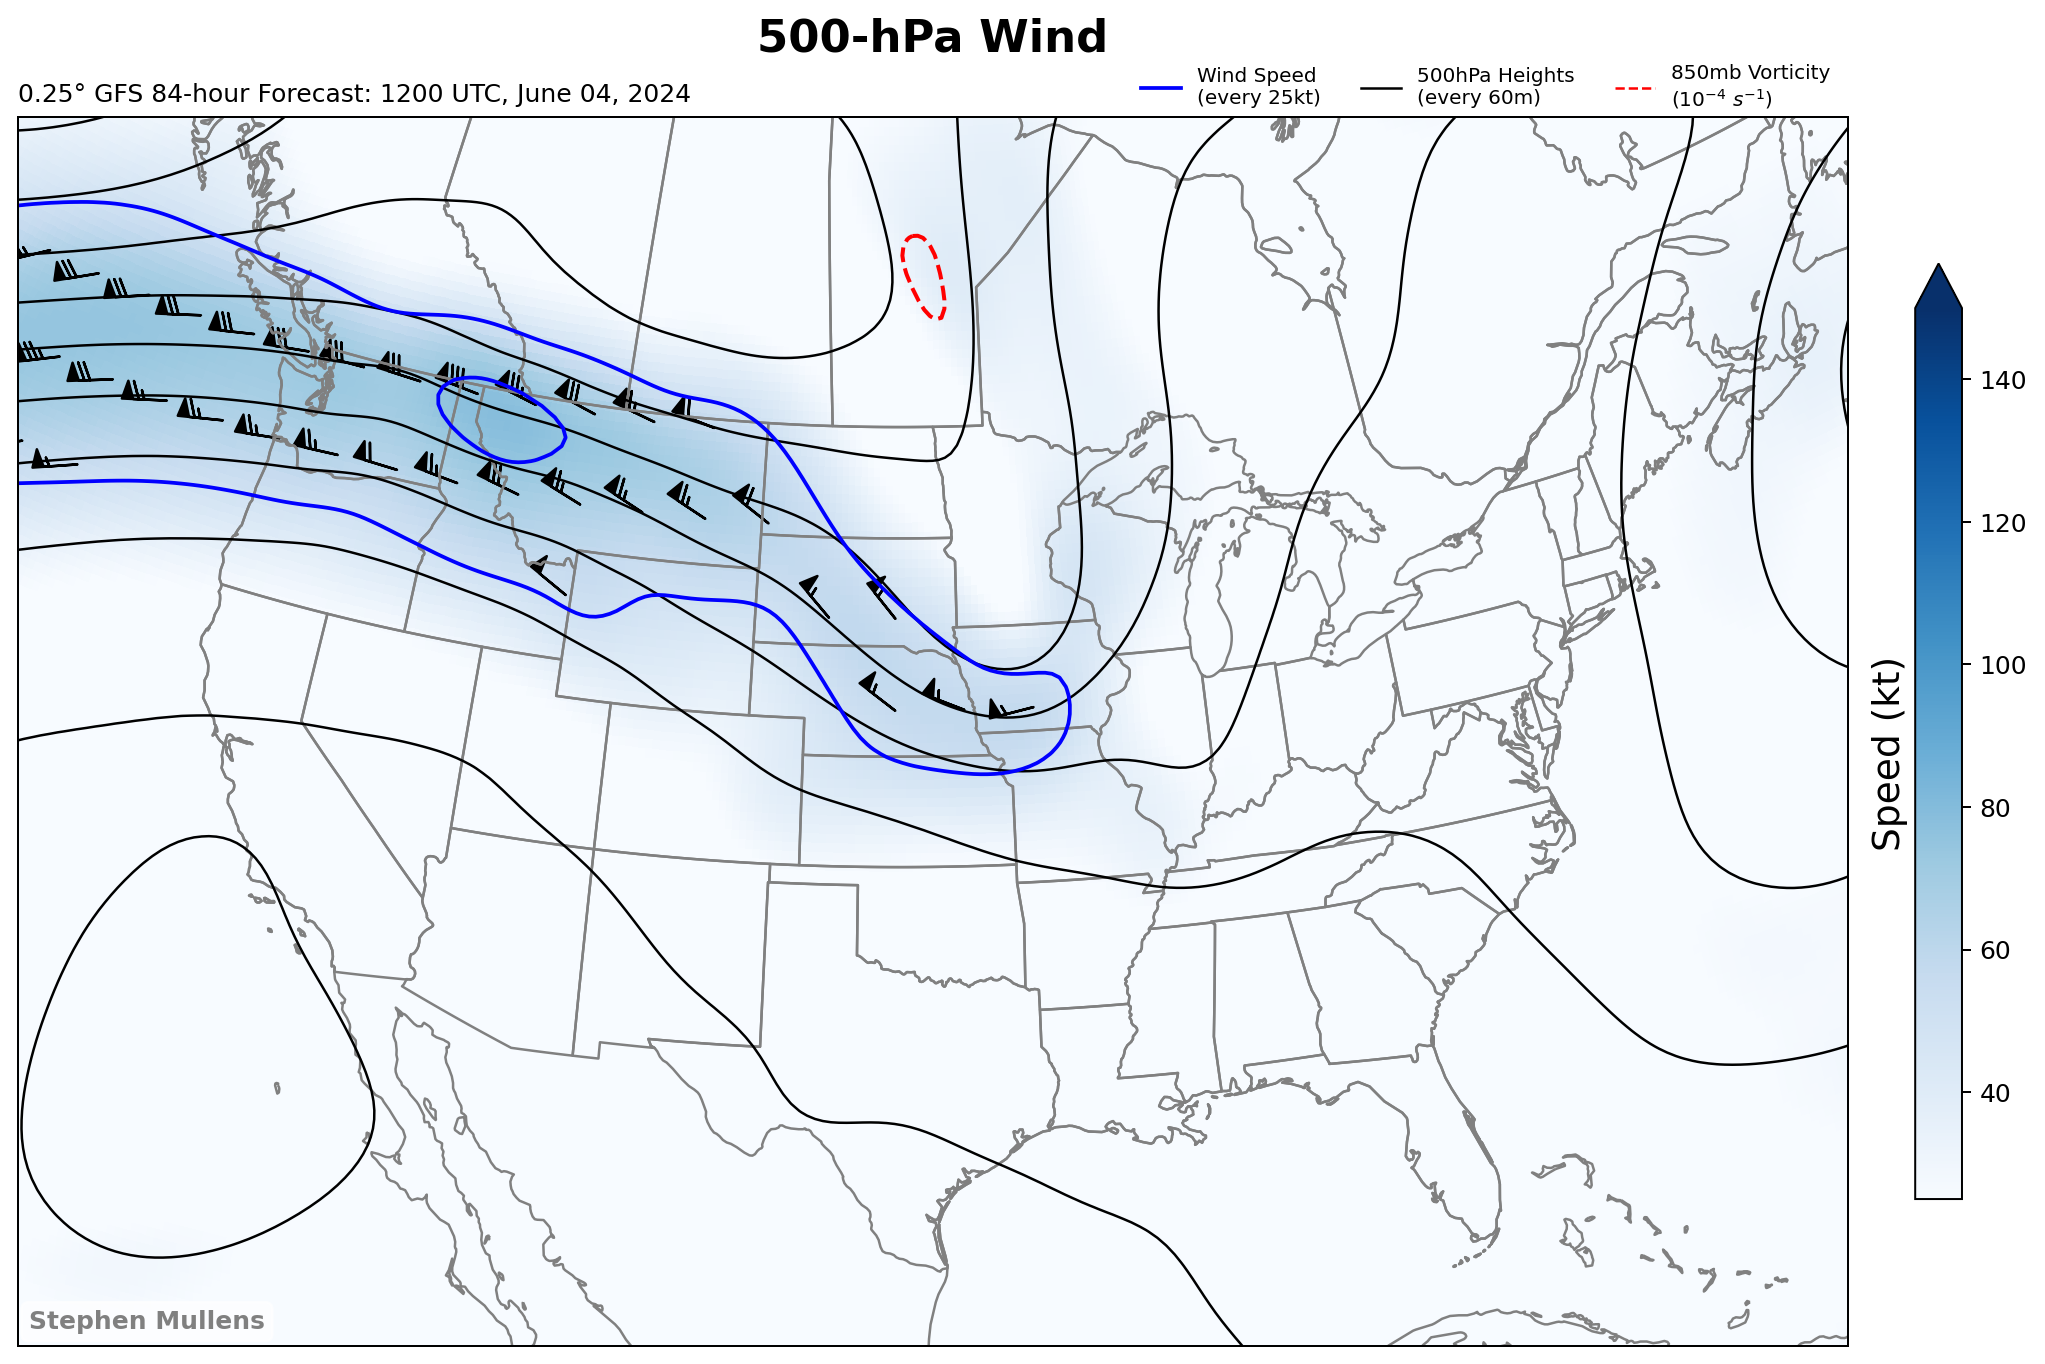 500-hPa Wind
0.25° GFS 84-hour Forecast: 1200 UTC, June 04, 2024
Wind Speed
(every 25kt)
500hPa Heights
(every 60m)
850mb Vorticity
(10⁻⁴ s⁻¹)
140
120
100
80
60
40
Speed (kt)
Stephen Mullens